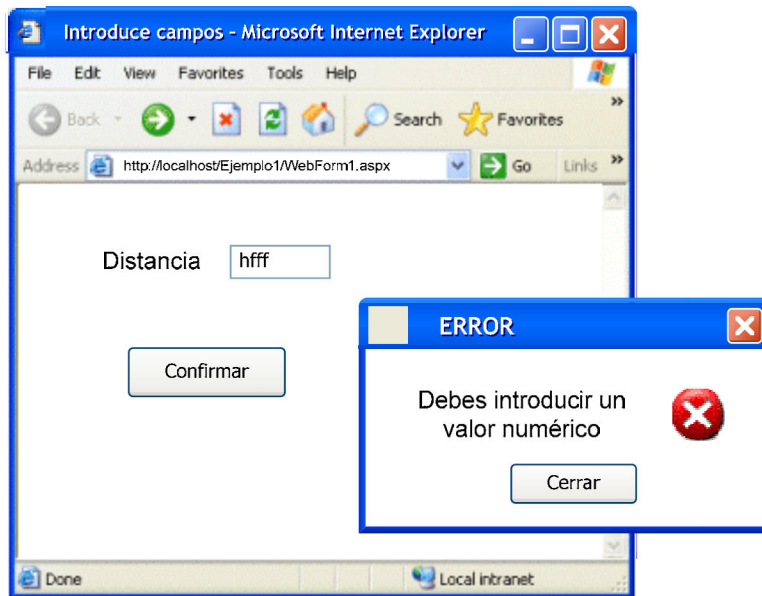 Introduce campos - Microsoft Internet Explorer
File Edit View Favorites Tools Help
Back Search Favorites »
Address http://localhost/Ejemplo1/WebForm1.aspx Go Links »
Distancia hfff
Confirmar
ERROR
Debes introducir un
valor numérico
Cerrar
Done Local intranet